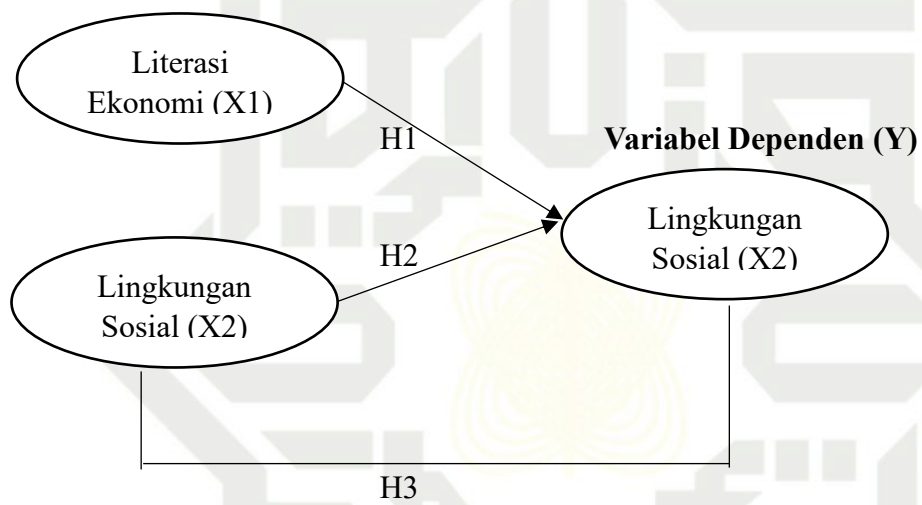 Literasi
Ekonomi (X1)
H1
Variabel Dependen (Y)
Lingkungan
Sosial (X2)
H2
Lingkungan
Sosial (X2)
H3